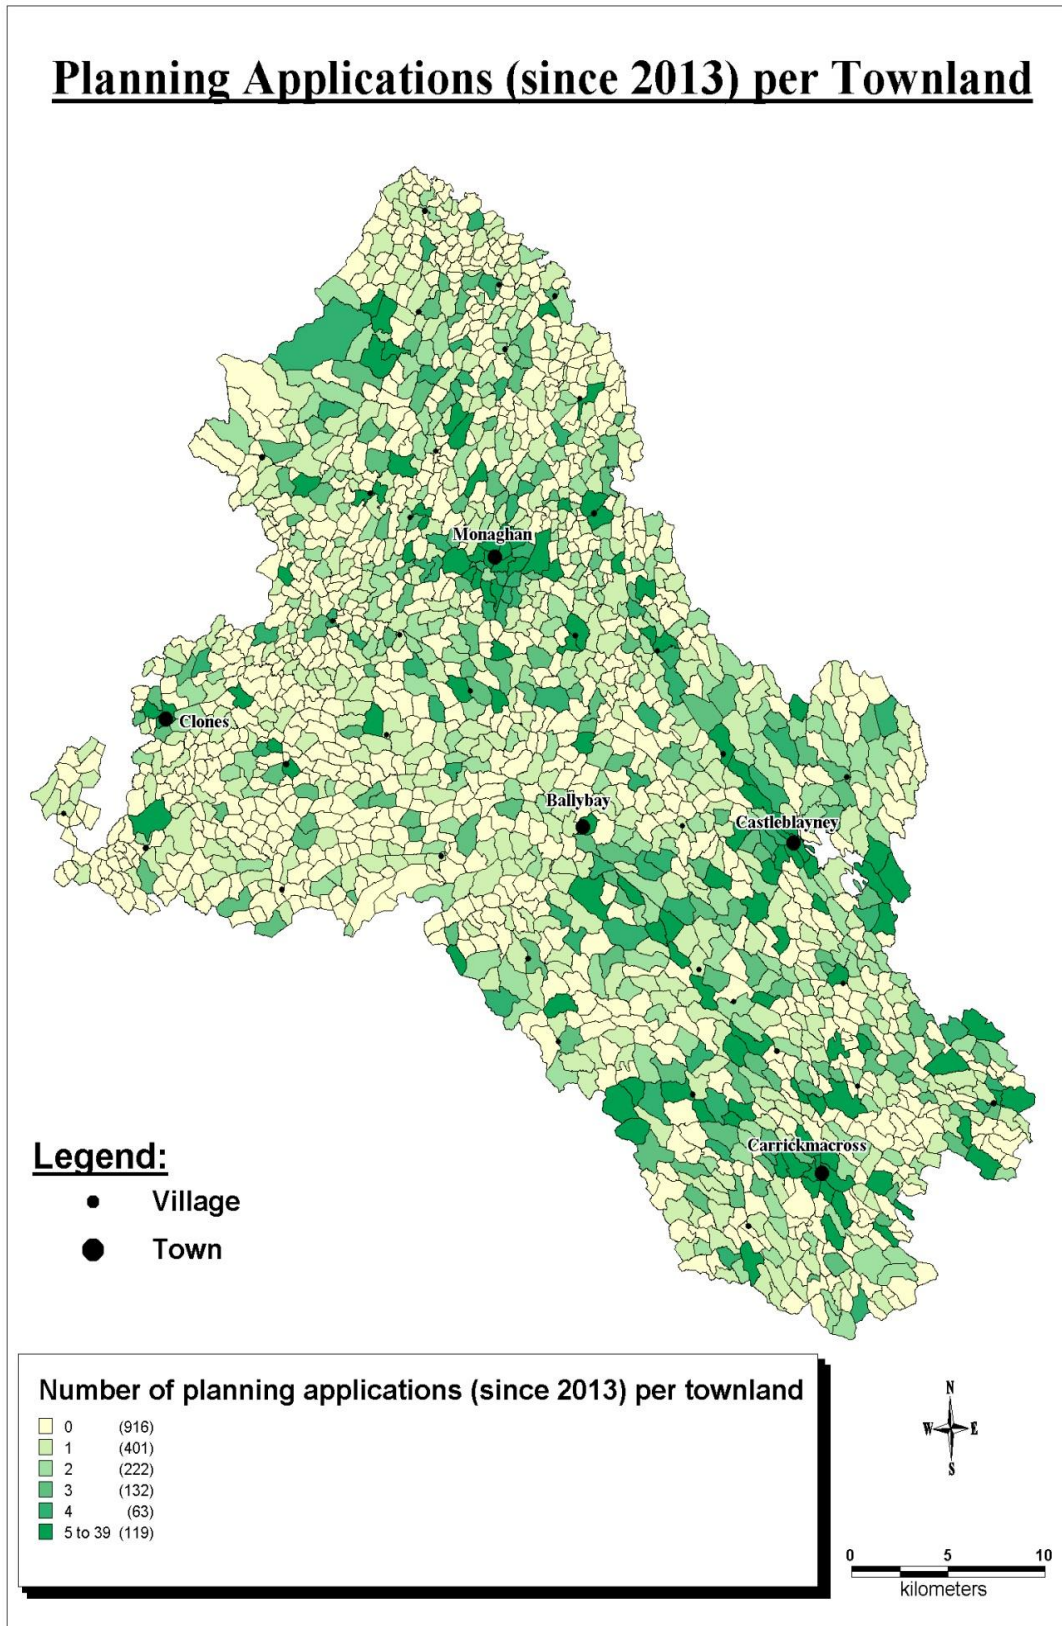 Planning Applications (since 2013) per Townland
Monaghan
Clones
Ballybay
Castleblayney
Carrickmacross
Legend:
Village
Town
Number of planning applications (since 2013) per townland
0 (916)
1 (401)
2 (222)
3 (132)
4 (63)
5 to 39 (119)
N
W E
S
0 5 10
kilometers